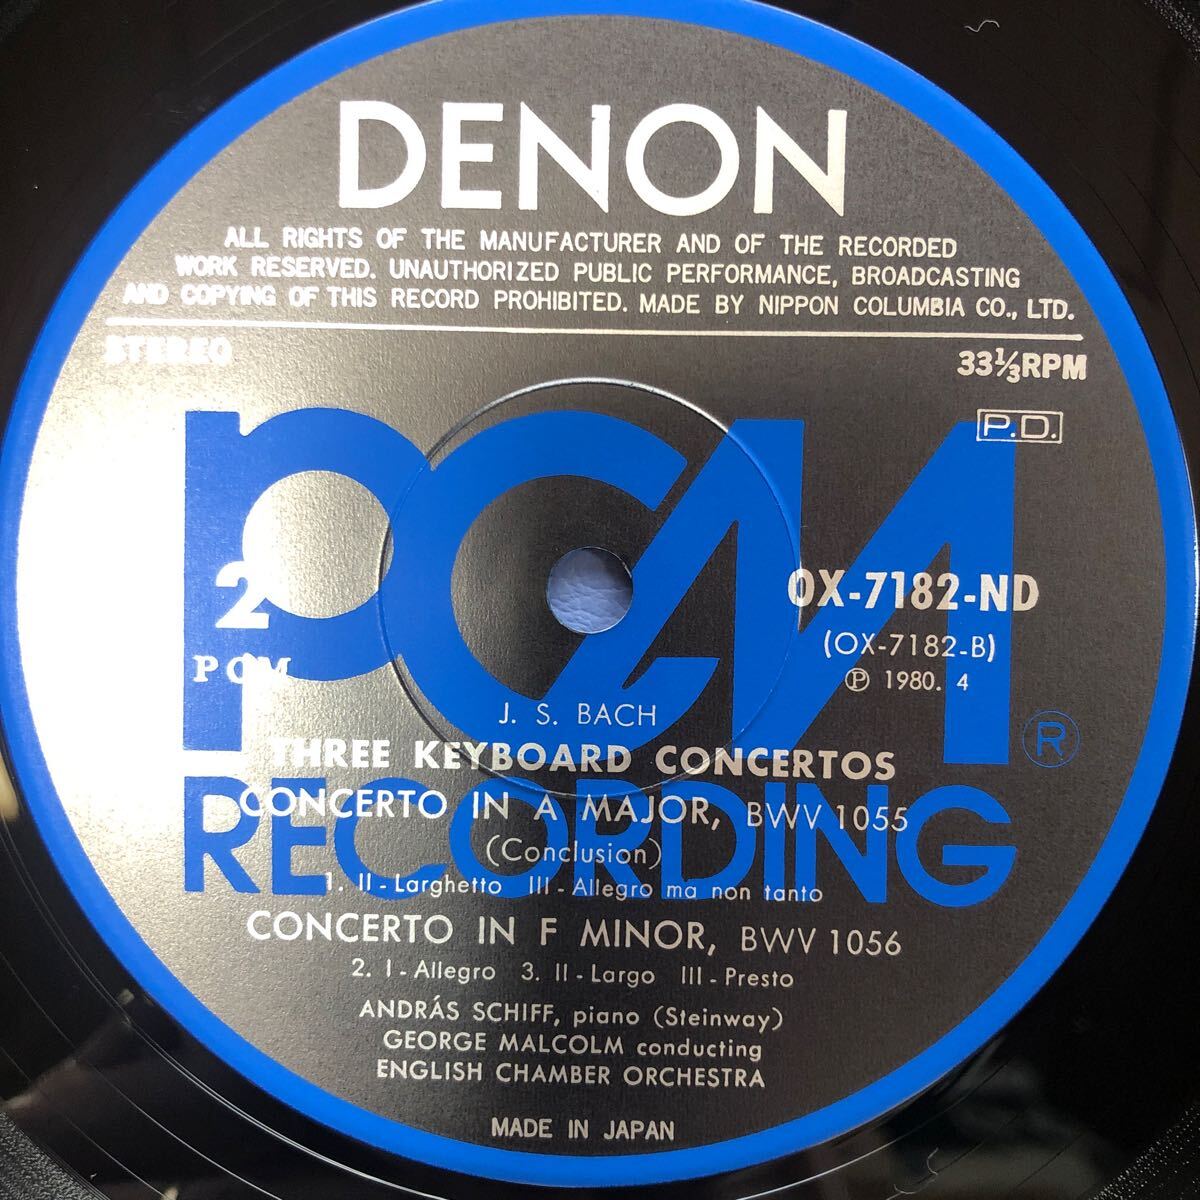 DENON
ALL RIGHTS OF THE MANUFACTURER AND OF THE RECORDED
WORK RESERVED. UNAUTHORIZED PUBLIC PERFORMANCE, BROADCASTING
AND COPYING OF THIS RECORD PROHIBITED. MADE BY NIPPON COLUMBIA CO., LTD.
STEREO
33⅓RPM
P.D.
PCM
RECORDING
®
2
PCM
OX-7182-ND
(OX-7182-B)
℗ 1980. 4
J. S. BACH
THREE KEYBOARD CONCERTOS
CONCERTO IN A MAJOR, BWV 1055
(Conclusion)
1. II - Larghetto III - Allegro ma non tanto
CONCERTO IN F MINOR, BWV 1056
2. I - Allegro 3. II - Largo III - Presto
ANDRÁS SCHIFF, piano (Steinway)
GEORGE MALCOLM conducting
ENGLISH CHAMBER ORCHESTRA
MADE IN JAPAN